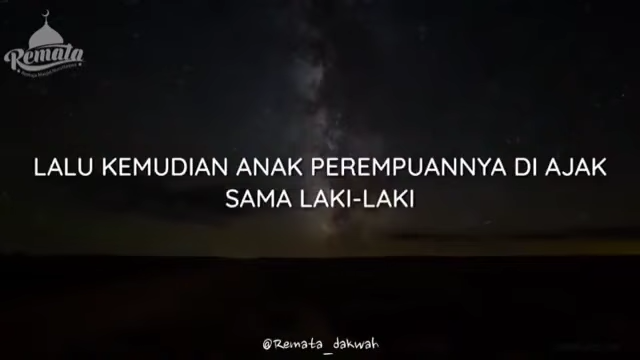 Remata
LALU KEMUDIAN ANAK PEREMPUANNYA DI AJAK
SAMA LAKI-LAKI
@Remata_dakwah